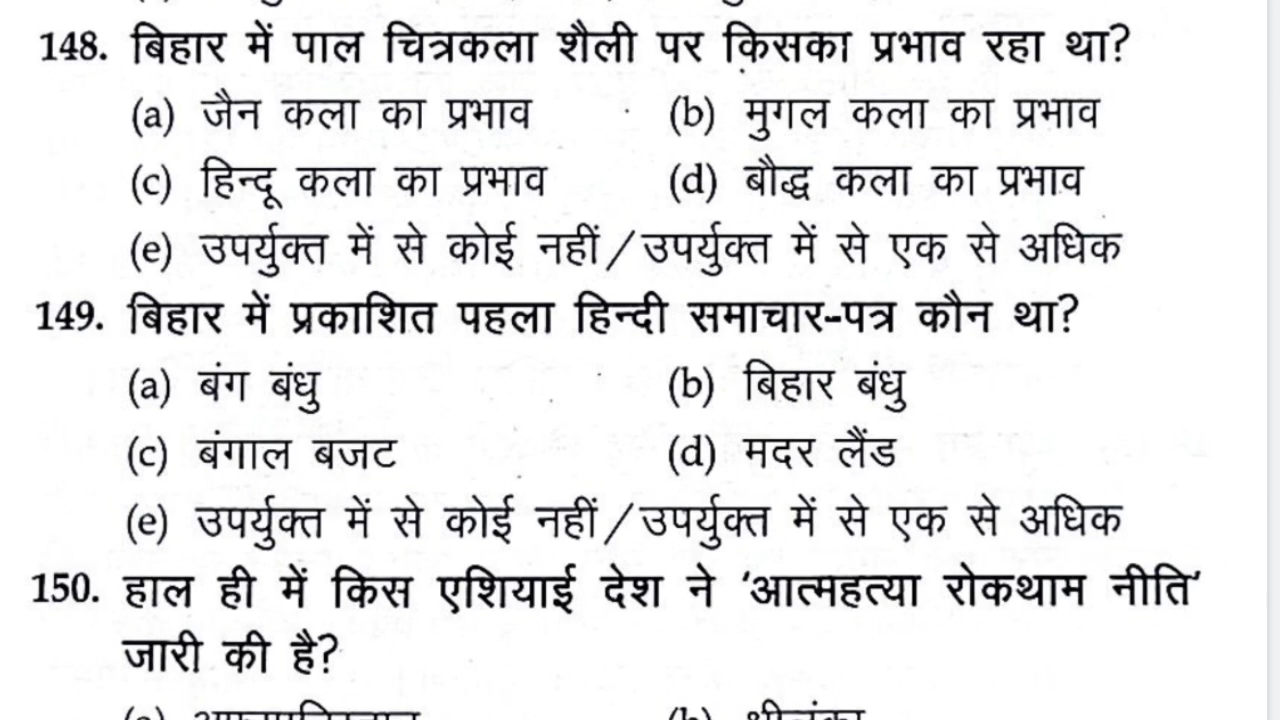 148. बिहार में पाल चित्रकला शैली पर किसका प्रभाव रहा था?
(a) जैन कला का प्रभाव (b) मुगल कला का प्रभाव
(c) हिन्दू कला का प्रभाव (d) बौद्ध कला का प्रभाव
(e) उपर्युक्त में से कोई नहीं/उपर्युक्त में से एक से अधिक
149. बिहार में प्रकाशित पहला हिन्दी समाचार-पत्र कौन था?
(a) बंग बंधु (b) बिहार बंधु
(c) बंगाल बजट (d) मदर लैंड
(e) उपर्युक्त में से कोई नहीं/उपर्युक्त में से एक से अधिक
150. हाल ही में किस एशियाई देश ने 'आत्महत्या रोकथाम नीति'
जारी की है?
(b) श्रीलंका